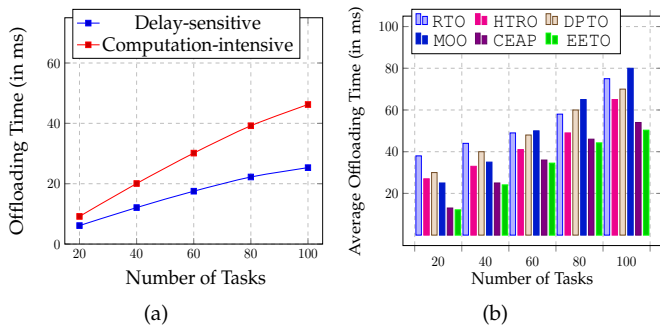 Delay-sensitive
Computation-intensive
Offloading Time (in ms)
60
40
20
0
20 40 60 80 100
Number of Tasks
(a)
RTO HTRO DPTO
MOO CEAP EETO
Average Offloading Time (in ms)
100
80
60
40
20
20 40 60 80 100
Number of Tasks
(b)